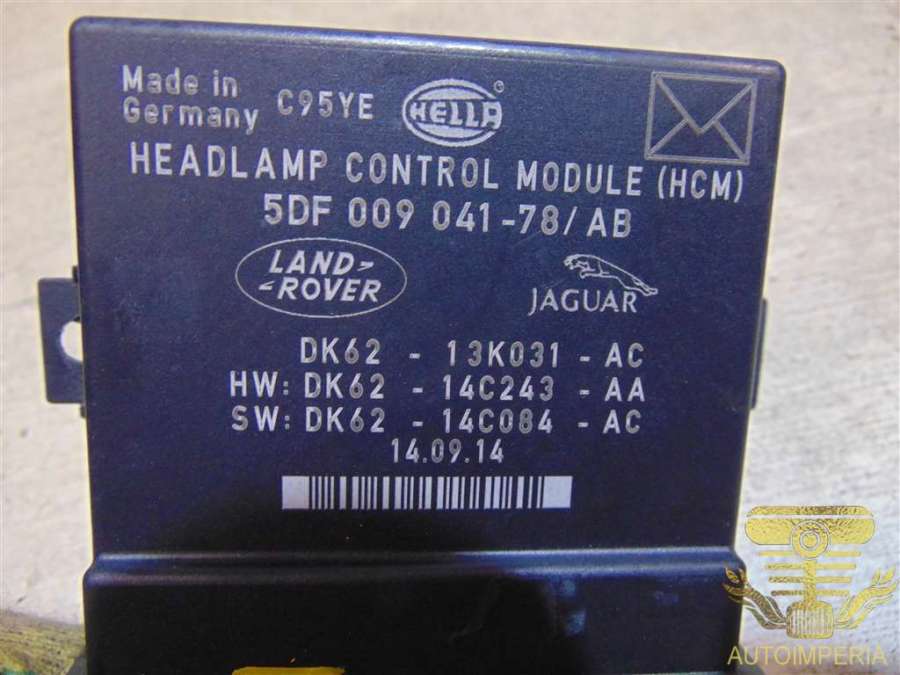 Made in Germany C95YE HELLA
HEADLAMP CONTROL MODULE (HCM)
5DF 009 041-78/ AB
LAND-ROVER JAGUAR
DK62 - 13K031 - AC
HW: DK62 - 14C243 - AA
SW: DK62 - 14C084 - AC
14.09.14
AUTOIMPERIA